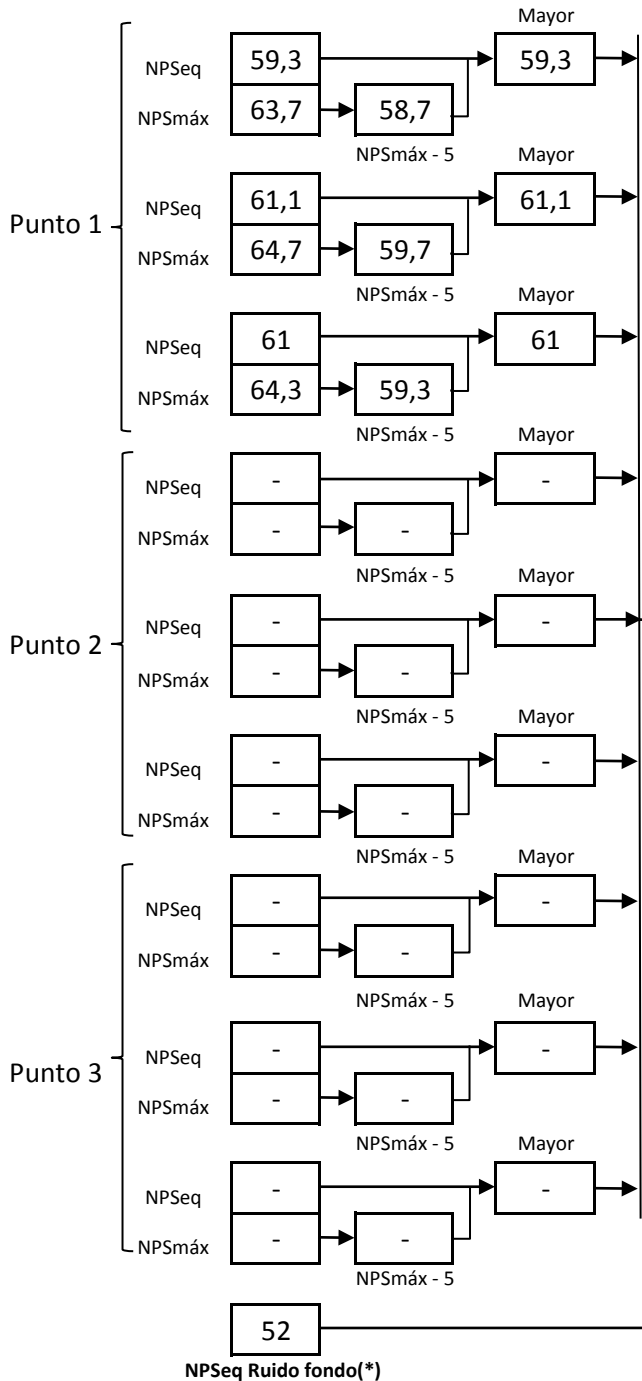 Mayor
NPSeq 59,3 59,3
NPSmáx 63,7 58,7
NPSmáx - 5
Mayor
Punto 1
NPSeq 61,1 61,1
NPSmáx 64,7 59,7
NPSmáx - 5
Mayor
NPSeq 61 61
NPSmáx 64,3 59,3
NPSmáx - 5
Mayor
NPSeq - -
NPSmáx - -
NPSmáx - 5
Mayor
Punto 2
NPSeq - -
NPSmáx - -
NPSmáx - 5
Mayor
NPSeq - -
NPSmáx - -
NPSmáx - 5
Mayor
NPSeq - -
NPSmáx - -
NPSmáx - 5
Mayor
Punto 3
NPSeq - -
NPSmáx - -
NPSmáx - 5
Mayor
NPSeq - -
NPSmáx - -
NPSmáx - 5
52
NPSeq Ruido fondo(*)